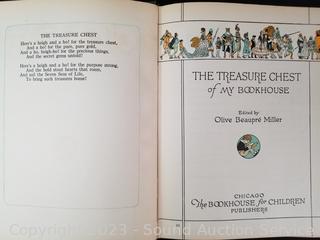 THE TREASURE CHEST
Here's a heigh and a ho! for the treasure chest,
And a ho! for the pure, pure gold,
And a ho, heigh-ho! for the precious things,
And the secret gems untold!
Here's a heigh and a ho! for the purpose strong,
And the bold stout hearts that roam,
And sail the Seven Seas of Life,
To bring such treasures home!
THE TREASURE CHEST
of MY BOOKHOUSE
Edited by
Olive Beaupré Miller
CHICAGO
The BOOKHOUSE for CHILDREN
PUBLISHERS
Copyright 2023 - Sound Auction Service